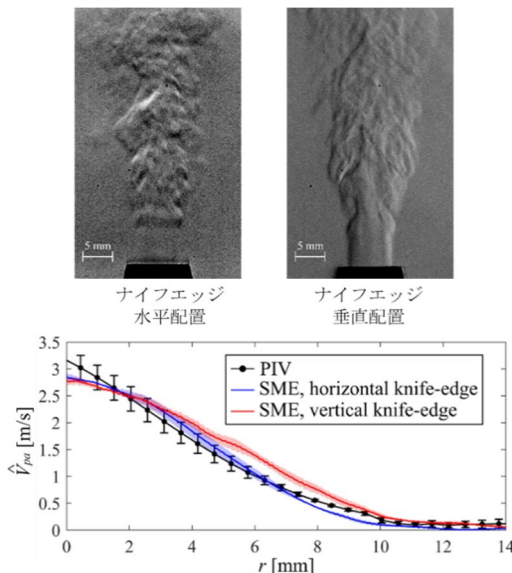 5 mm
5 mm
ナイフエッジ
水平配置
ナイフエッジ
垂直配置
3.5
3
2.5
2
1.5
1
0.5
0
V̂pa [m/s]
PIV
SME, horizontal knife-edge
SME, vertical knife-edge
0 2 4 6 8 10 12 14
r [mm]